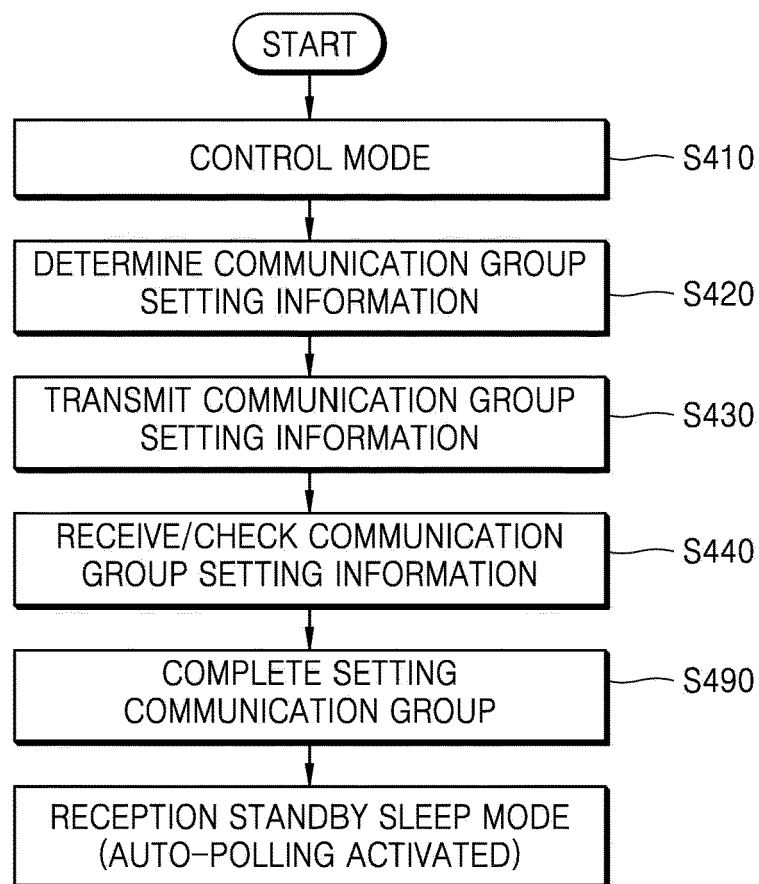 START
CONTROL MODE
S410
DETERMINE COMMUNICATION GROUP
SETTING INFORMATION
S420
TRANSMIT COMMUNICATION GROUP
SETTING INFORMATION
S430
RECEIVE/CHECK COMMUNICATION
GROUP SETTING INFORMATION
S440
COMPLETE SETTING
COMMUNICATION GROUP
S490
RECEPTION STANDBY SLEEP MODE
(AUTO-POLLING ACTIVATED)